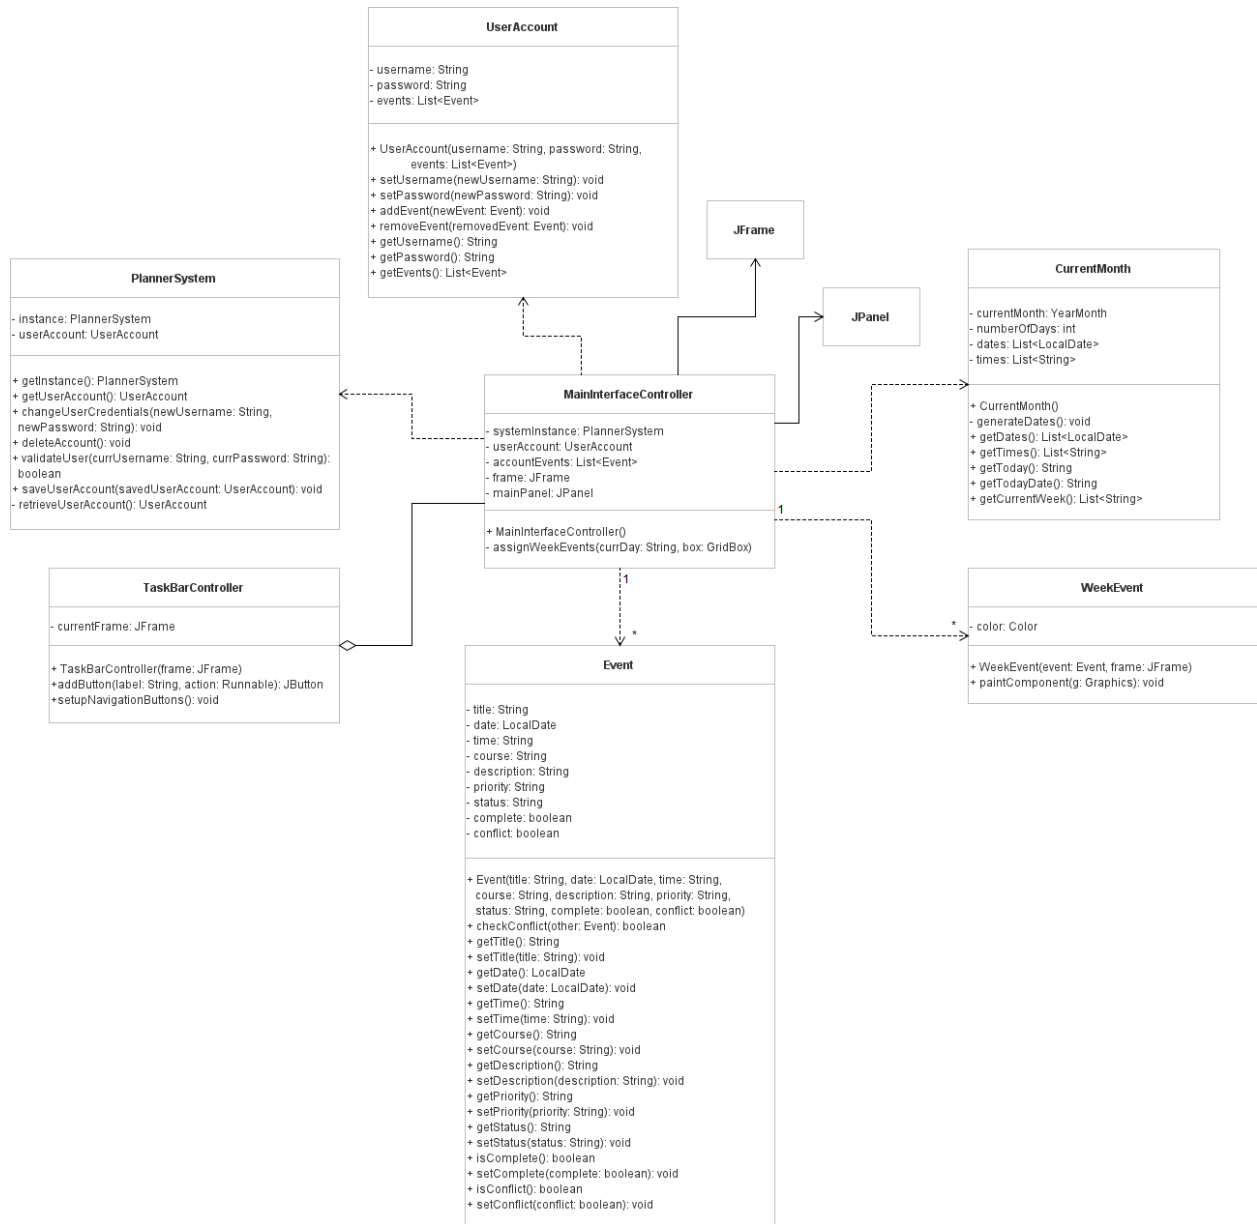 UserAccount
- username: String
- password: String
- events: List<Event>
+ UserAccount(username: String, password: String,
events: List<Event>)
+ setUsername(newUsername: String): void
+ setPassword(newPassword: String): void
+ addEvent(newEvent: Event): void
+ removeEvent(removedEvent: Event): void
+ getUsername(): String
+ getPassword(): String
+ getEvents(): List<Event>
JFrame
JPanel
PlannerSystem
- instance: PlannerSystem
- userAccount: UserAccount
+ getInstance(): PlannerSystem
+ getUserAccount(): UserAccount
+ changeUserCredentials(newUsername: String,
newPassword: String): void
+ deleteAccount(): void
+ validateUser(currUsername: String, currPassword: String):
boolean
+ saveUserAccount(savedUserAccount: UserAccount): void
- retrieveUserAccount(): UserAccount
MainInterfaceController
- systemInstance: PlannerSystem
- userAccount: UserAccount
- accountEvents: List<Event>
- frame: JFrame
- mainPanel: JPanel
+ MainInterfaceController()
- assignWeekEvents(currDay: String, box: GridBox)
CurrentMonth
- currentMonth: YearMonth
- numberOfDays: int
- dates: List<LocalDate>
- times: List<String>
+ CurrentMonth()
- generateDates(): void
+ getDates(): List<LocalDate>
+ getTimes(): List<String>
+ getToday(): String
+ getTodayDate(): String
+ getCurrentWeek(): List<String>
1
1
*
*
TaskBarController
- currentFrame: JFrame
+ TaskBarController(frame: JFrame)
+addButton(label: String, action: Runnable): JButton
+setupNavigationButtons(): void
WeekEvent
- color: Color
+ WeekEvent(event: Event, frame: JFrame)
+ paintComponent(g: Graphics): void
Event
- title: String
- date: LocalDate
- time: String
- course: String
- description: String
- priority: String
- status: String
- complete: boolean
- conflict: boolean
+ Event(title: String, date: LocalDate, time: String,
course: String, description: String, priority: String,
status: String, complete: boolean, conflict: boolean)
+ checkConflict(other: Event): boolean
+ getTitle(): String
+ setTitle(title: String): void
+ getDate(): LocalDate
+ setDate(date: LocalDate): void
+ getTime(): String
+ setTime(time: String): void
+ getCourse(): String
+ setCourse(course: String): void
+ getDescription(): String
+ setDescription(description: String): void
+ getPriority(): String
+ setPriority(priority: String): void
+ getStatus(): String
+ setStatus(status: String): void
+ isComplete(): boolean
+ setComplete(complete: boolean): void
+ isConflict(): boolean
+ setConflict(conflict: boolean): void